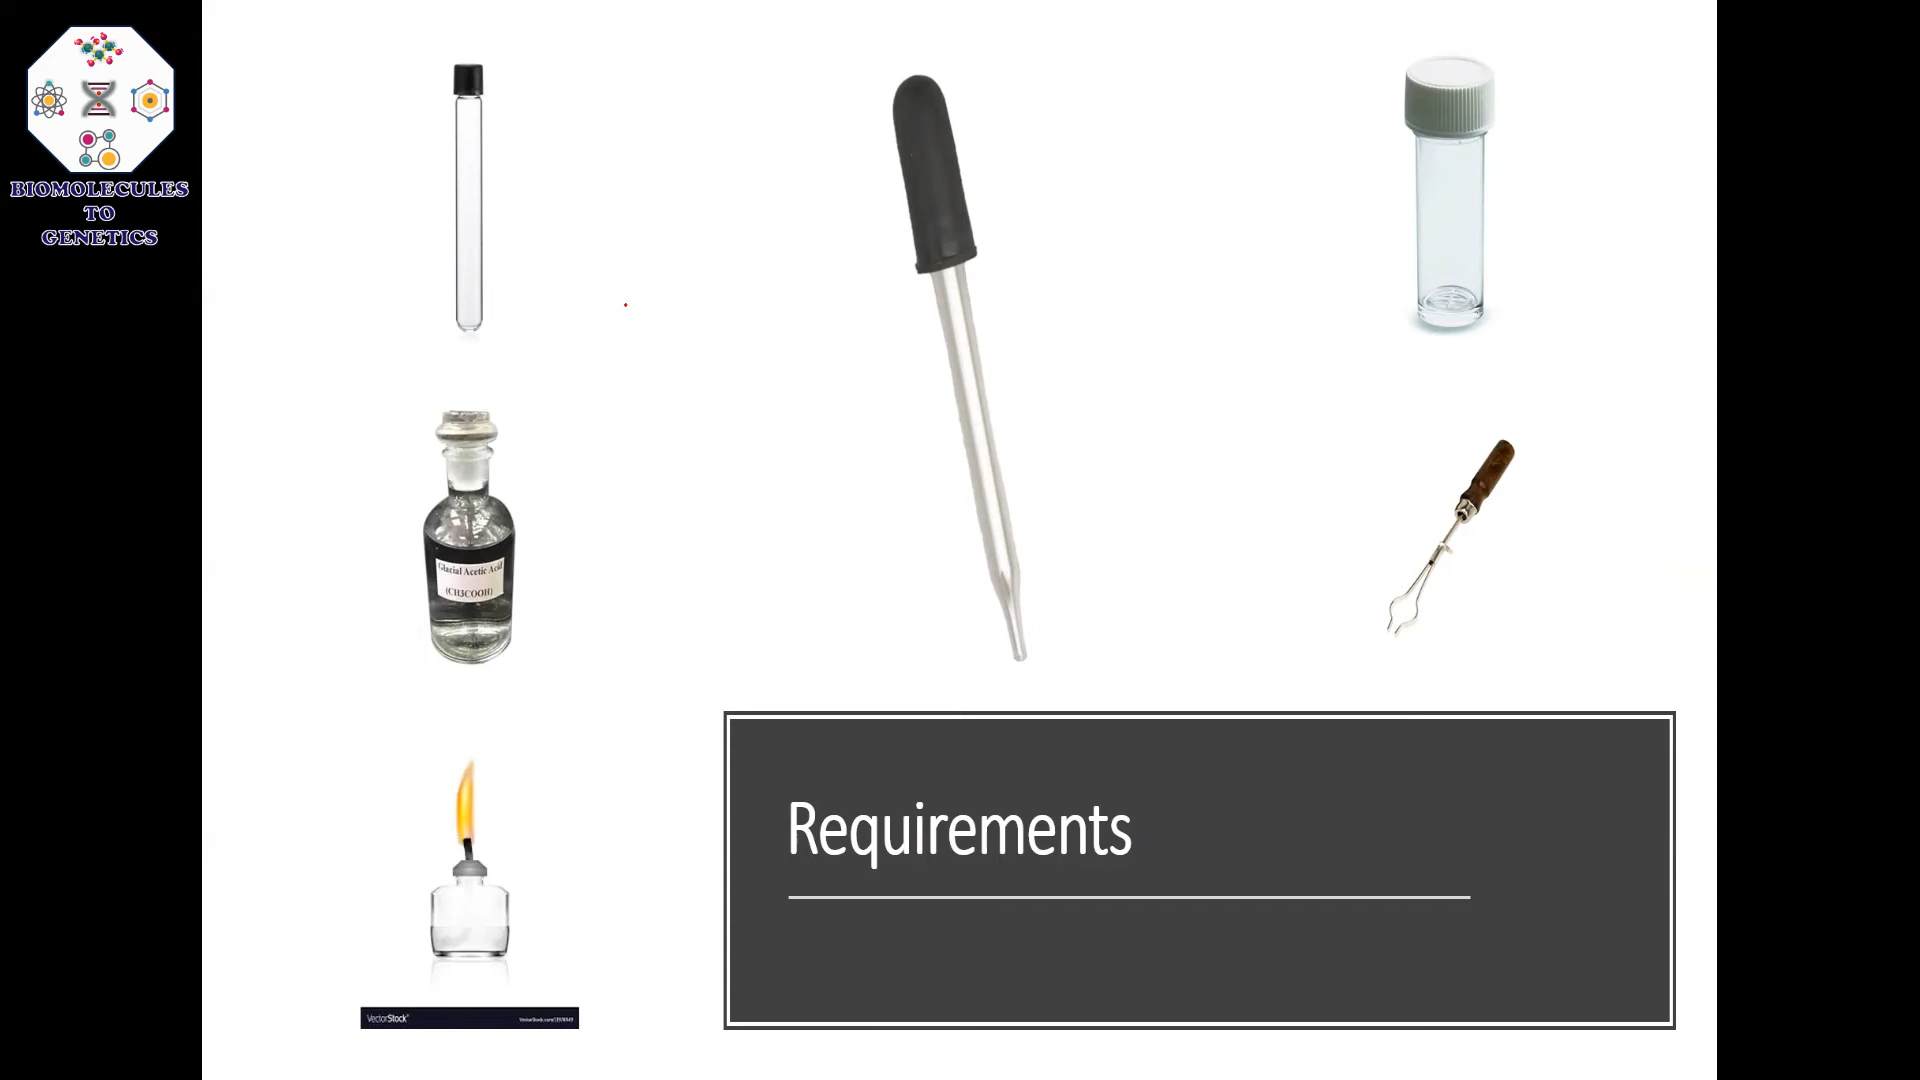 BIOMOLECULES
TO
GENETICS
Glacial Acetic Acid
(CH3COOH)
Requirements
VectorStock®